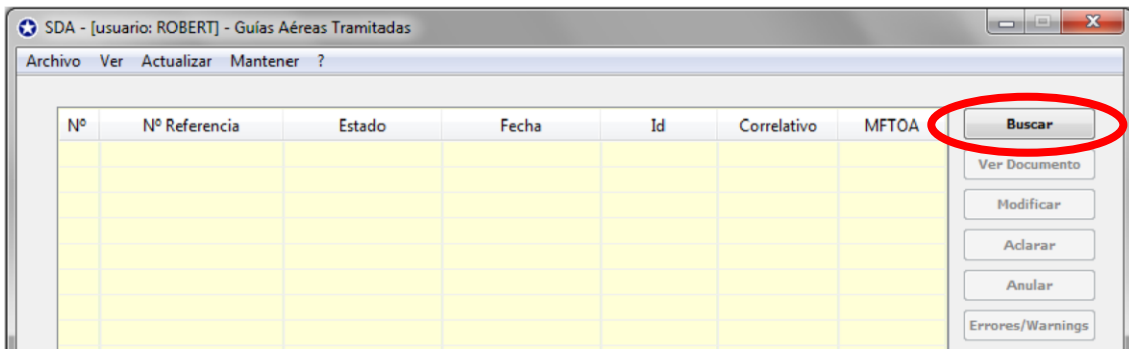 SDA - [usuario: ROBERT] - Guías Aéreas Tramitadas
Archivo Ver Actualizar Mantener ?
Nº Nº Referencia Estado Fecha Id Correlativo MFTOA
Buscar
Ver Documento
Modificar
Aclarar
Anular
Errores/Warnings